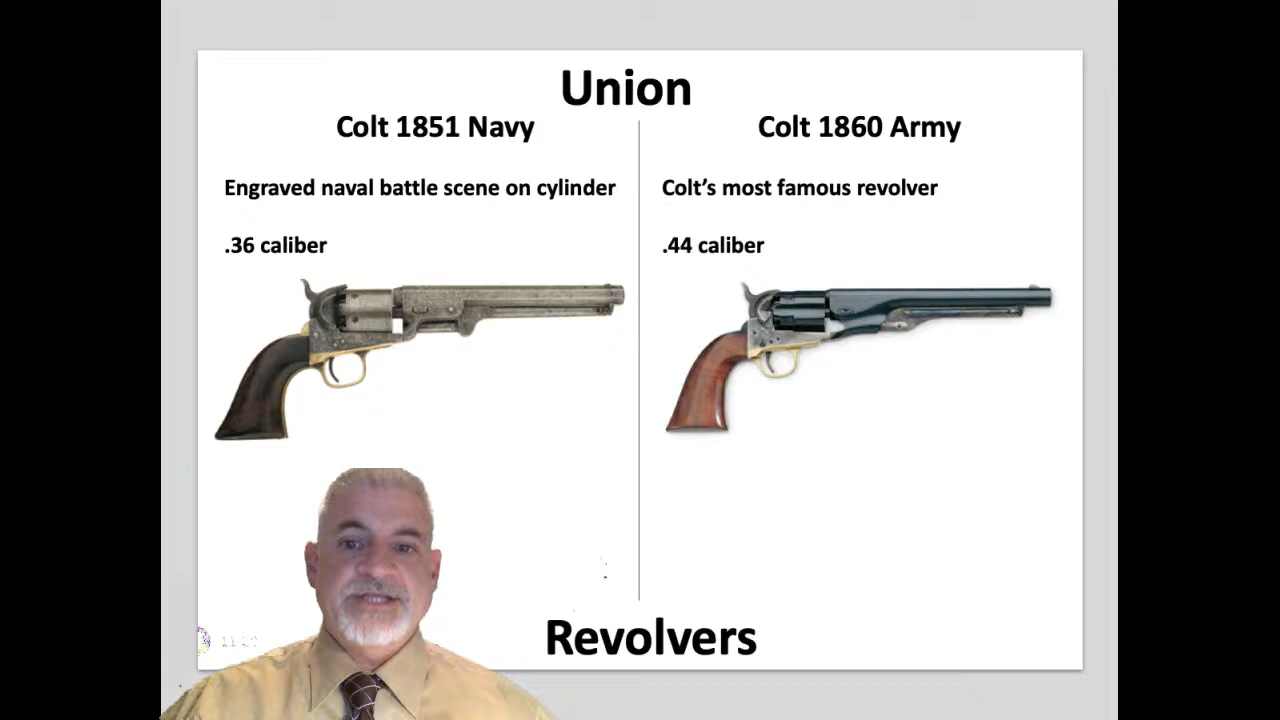 Union
Colt 1851 Navy
Engraved naval battle scene on cylinder
.36 caliber
Colt 1860 Army
Colt’s most famous revolver
.44 caliber
Revolvers